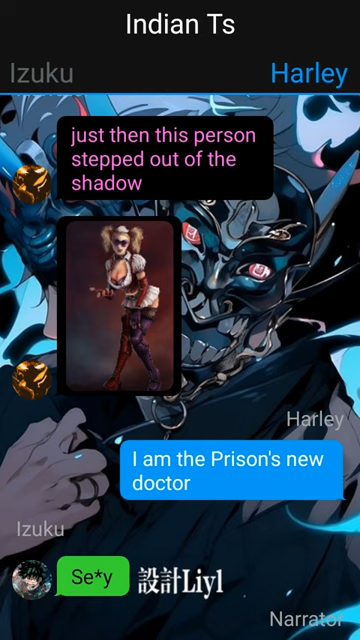 Indian Ts
Izuku Harley
just then this person
stepped out of the
shadow
Harley
I am the Prison's new
doctor
Izuku
Se*y
設計Liyl
Narrator